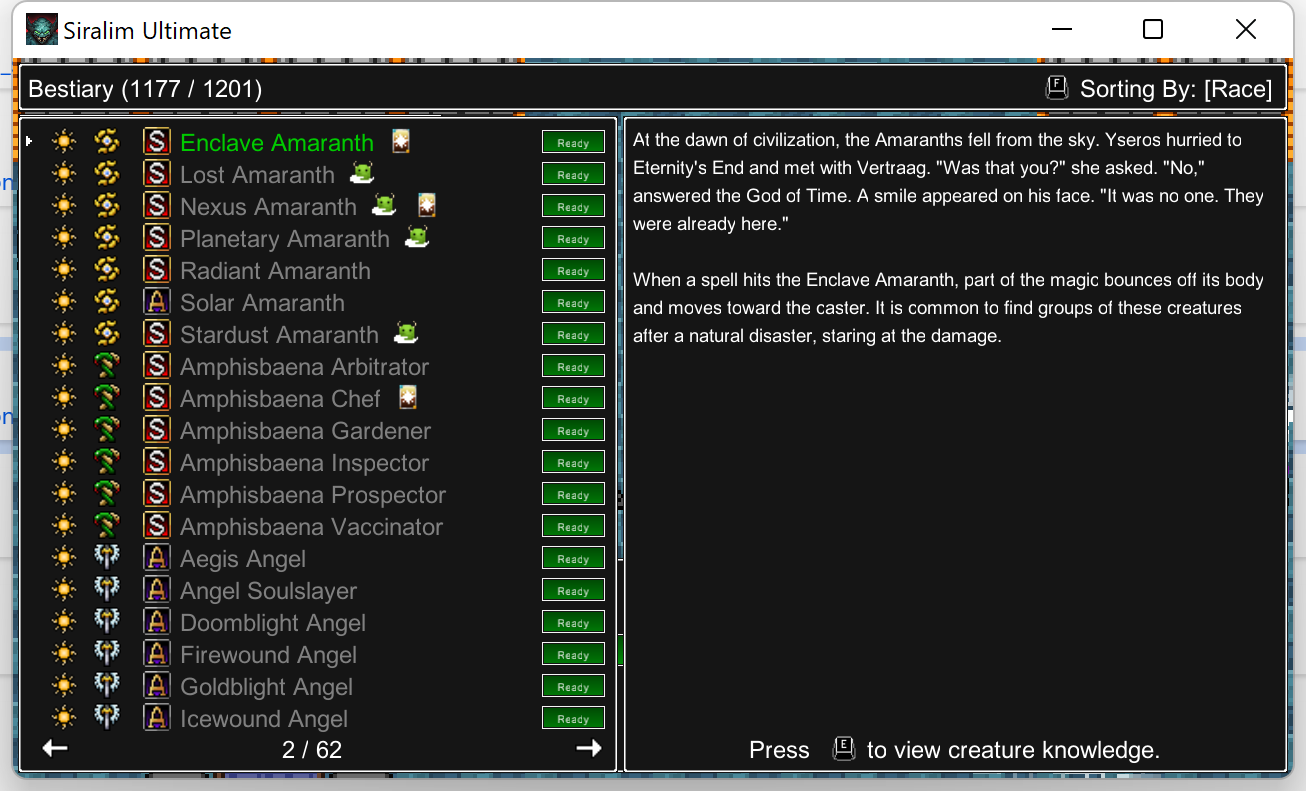 Siralim Ultimate
Bestiary (1177 / 1201)
F Sorting By: [Race]
S Enclave Amaranth Ready
S Lost Amaranth Ready
S Nexus Amaranth Ready
S Planetary Amaranth Ready
S Radiant Amaranth Ready
A Solar Amaranth Ready
S Stardust Amaranth Ready
S Amphisbaena Arbitrator Ready
S Amphisbaena Chef Ready
S Amphisbaena Gardener Ready
S Amphisbaena Inspector Ready
S Amphisbaena Prospector Ready
S Amphisbaena Vaccinator Ready
A Aegis Angel Ready
A Angel Soulslayer Ready
A Doomblight Angel Ready
A Firewound Angel Ready
A Goldblight Angel Ready
A Icewound Angel Ready
2 / 62
At the dawn of civilization, the Amaranths fell from the sky. Yseros hurried to
Eternity's End and met with Vertraag. "Was that you?" she asked. "No,"
answered the God of Time. A smile appeared on his face. "It was no one. They
were already here."
When a spell hits the Enclave Amaranth, part of the magic bounces off its body
and moves toward the caster. It is common to find groups of these creatures
after a natural disaster, staring at the damage.
Press E to view creature knowledge.